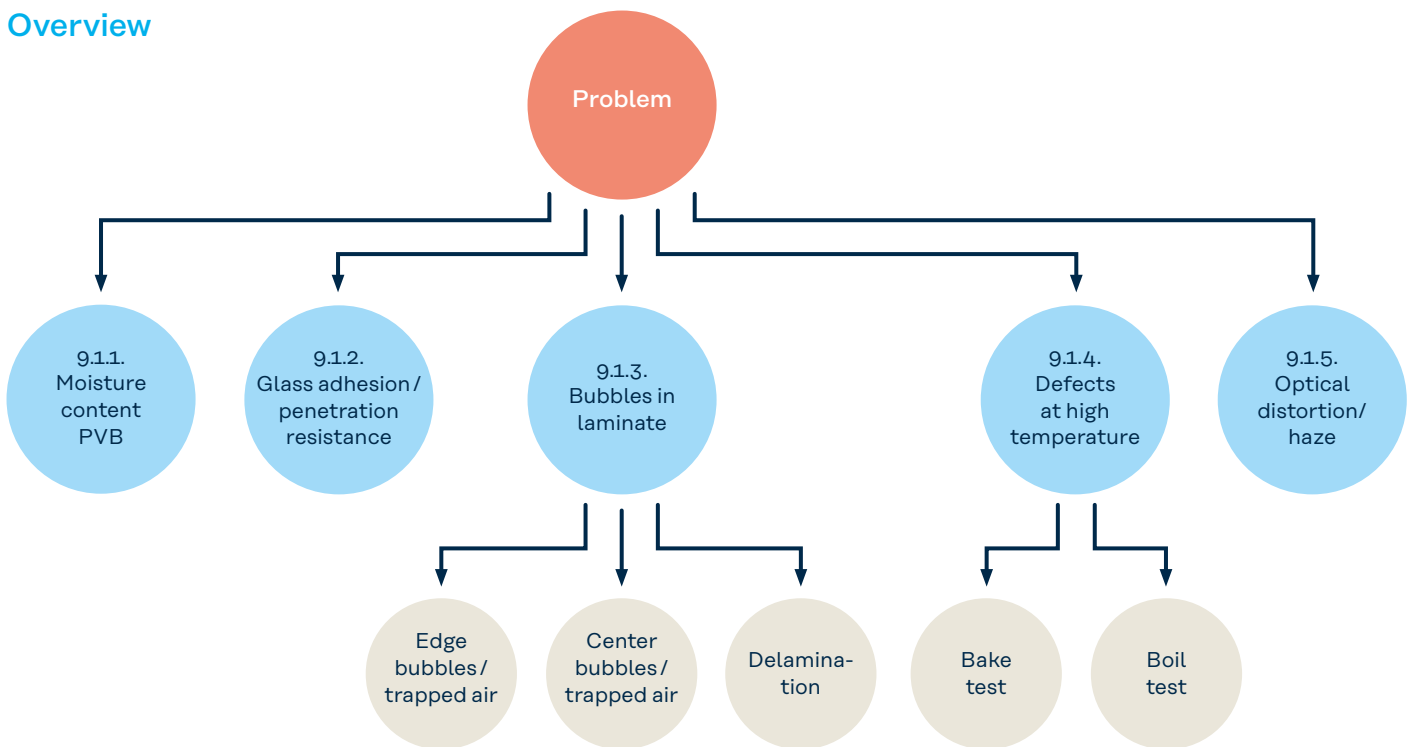 Overview
Problem
9.1.1.
Moisture
content
PVB
9.1.2.
Glass adhesion /
penetration
resistance
9.1.3.
Bubbles in
laminate
9.1.4.
Defects
at high
temperature
9.1.5.
Optical
distortion/
haze
Edge
bubbles /
trapped air
Center
bubbles /
trapped air
Delamina-
tion
Bake
test
Boil
test